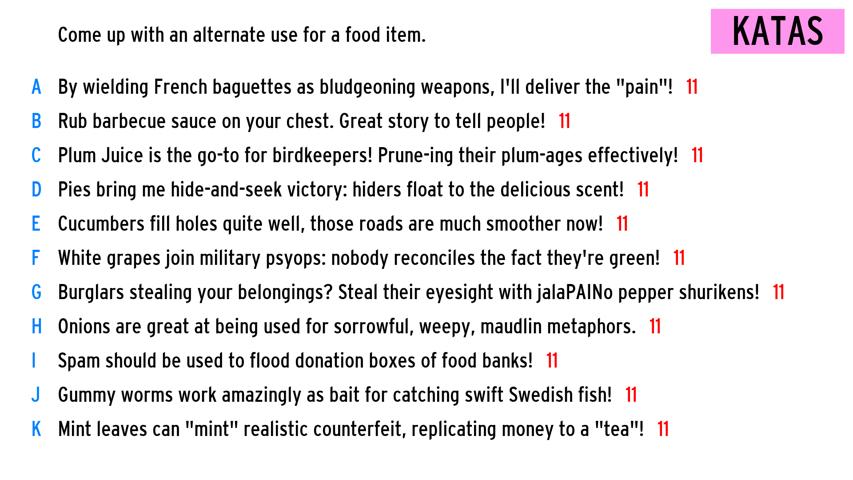 Come up with an alternate use for a food item.
KATAS
A By wielding French baguettes as bludgeoning weapons, I'll deliver the "pain"! 11
B Rub barbecue sauce on your chest. Great story to tell people! 11
C Plum Juice is the go-to for birdkeepers! Prune-ing their plum-ages effectively! 11
D Pies bring me hide-and-seek victory: hiders float to the delicious scent! 11
E Cucumbers fill holes quite well, those roads are much smoother now! 11
F White grapes join military psyops: nobody reconciles the fact they're green! 11
G Burglars stealing your belongings? Steal their eyesight with jalaPAINo pepper shurikens! 11
H Onions are great at being used for sorrowful, weepy, maudlin metaphors. 11
I Spam should be used to flood donation boxes of food banks! 11
J Gummy worms work amazingly as bait for catching swift Swedish fish! 11
K Mint leaves can "mint" realistic counterfeit, replicating money to a "tea"! 11